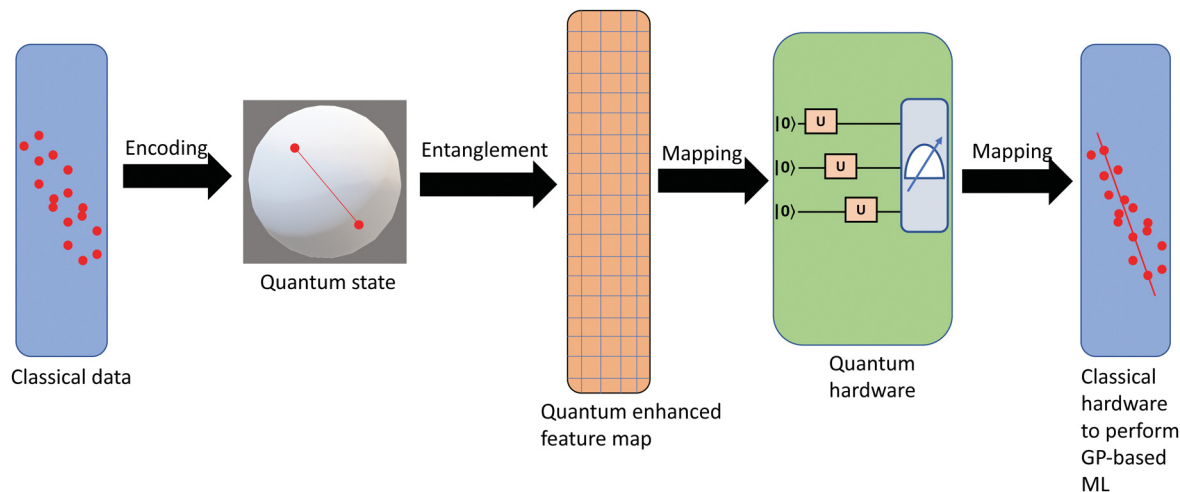 Encoding
Entanglement
Mapping
Mapping
|0⟩ U
|0⟩ U
|0⟩ U
Classical data
Quantum state
Quantum enhanced
feature map
Quantum
hardware
Classical
hardware
to perform
GP-based
ML